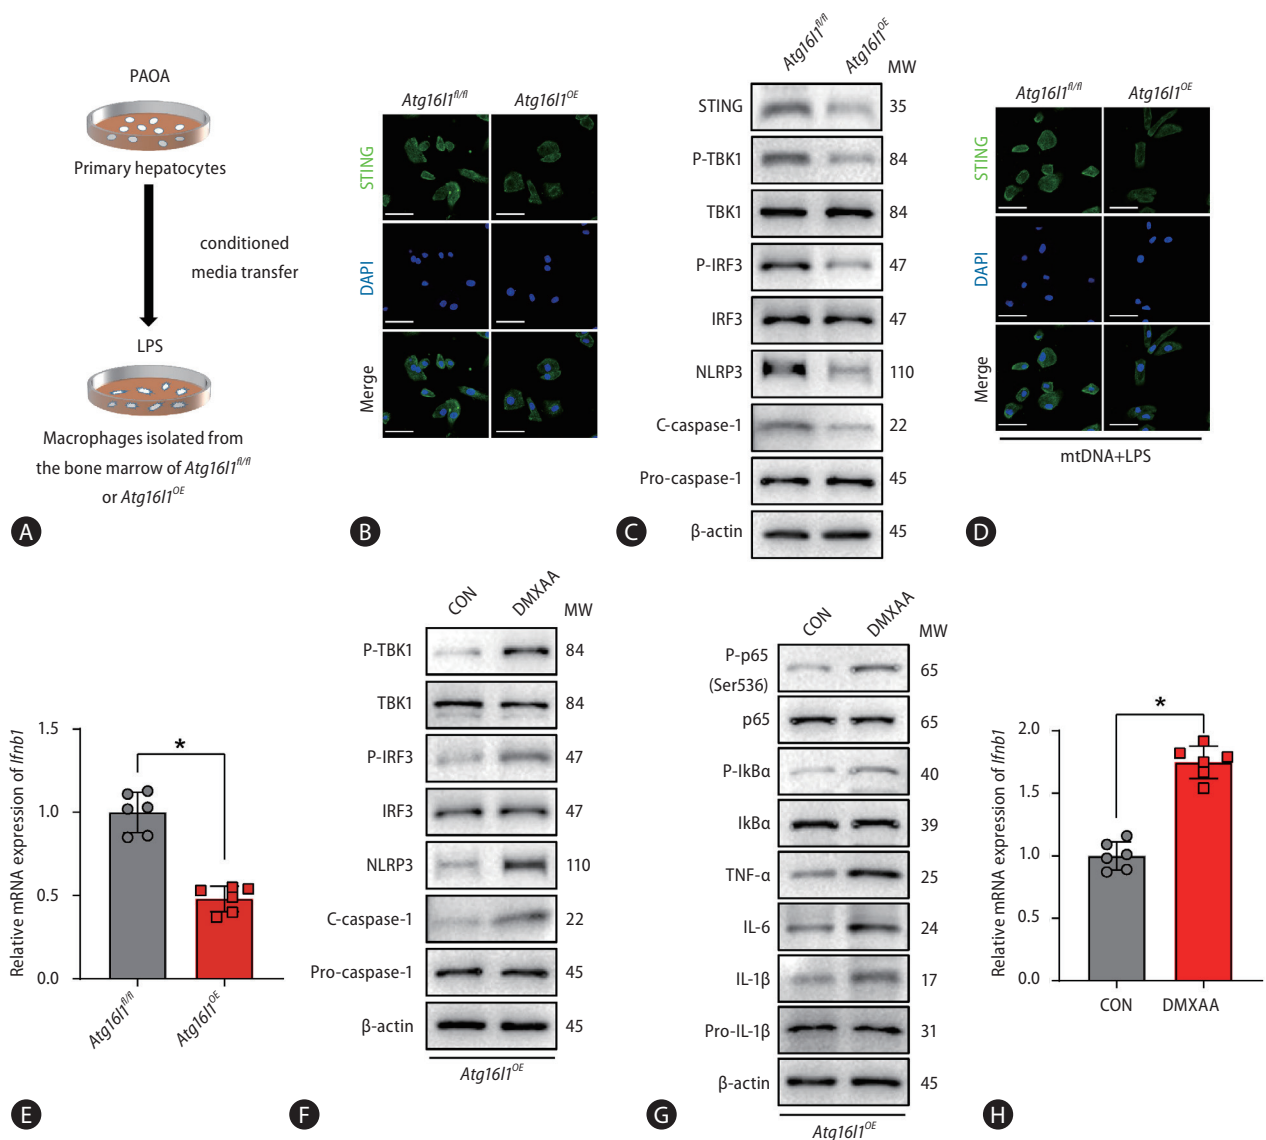 PAOA
Primary hepatocytes
conditioned
media transfer
LPS
Macrophages isolated from
the bone marrow of Atg16l1fl/fl
or Atg16l1OE
A
Atg16l1fl/fl
Atg16l1OE
STING
DAPI
Merge
B
Atg16l1fl/fl
Atg16l1OE
MW
STING
35
P-TBK1
84
TBK1
84
P-IRF3
47
IRF3
47
NLRP3
110
C-caspase-1
22
Pro-caspase-1
45
β-actin
45
C
Atg16l1fl/fl
Atg16l1OE
STING
DAPI
Merge
mtDNA+LPS
D
Relative mRNA expression of Ifnb1
1.5
1.0
0.5
0.0
*
Atg16l1fl/fl
Atg16l1OE
E
CON
DMXAA
MW
P-TBK1
84
TBK1
84
P-IRF3
47
IRF3
47
NLRP3
110
C-caspase-1
22
Pro-caspase-1
45
β-actin
45
Atg16l1OE
F
CON
DMXAA
MW
P-p65
(Ser536)
65
p65
65
P-IkBα
40
IkBα
39
TNF-α
25
IL-6
24
IL-1β
17
Pro-IL-1β
31
β-actin
45
Atg16l1OE
G
Relative mRNA expression of Ifnb1
2.0
1.5
1.0
0.5
0.0
*
CON
DMXAA
H